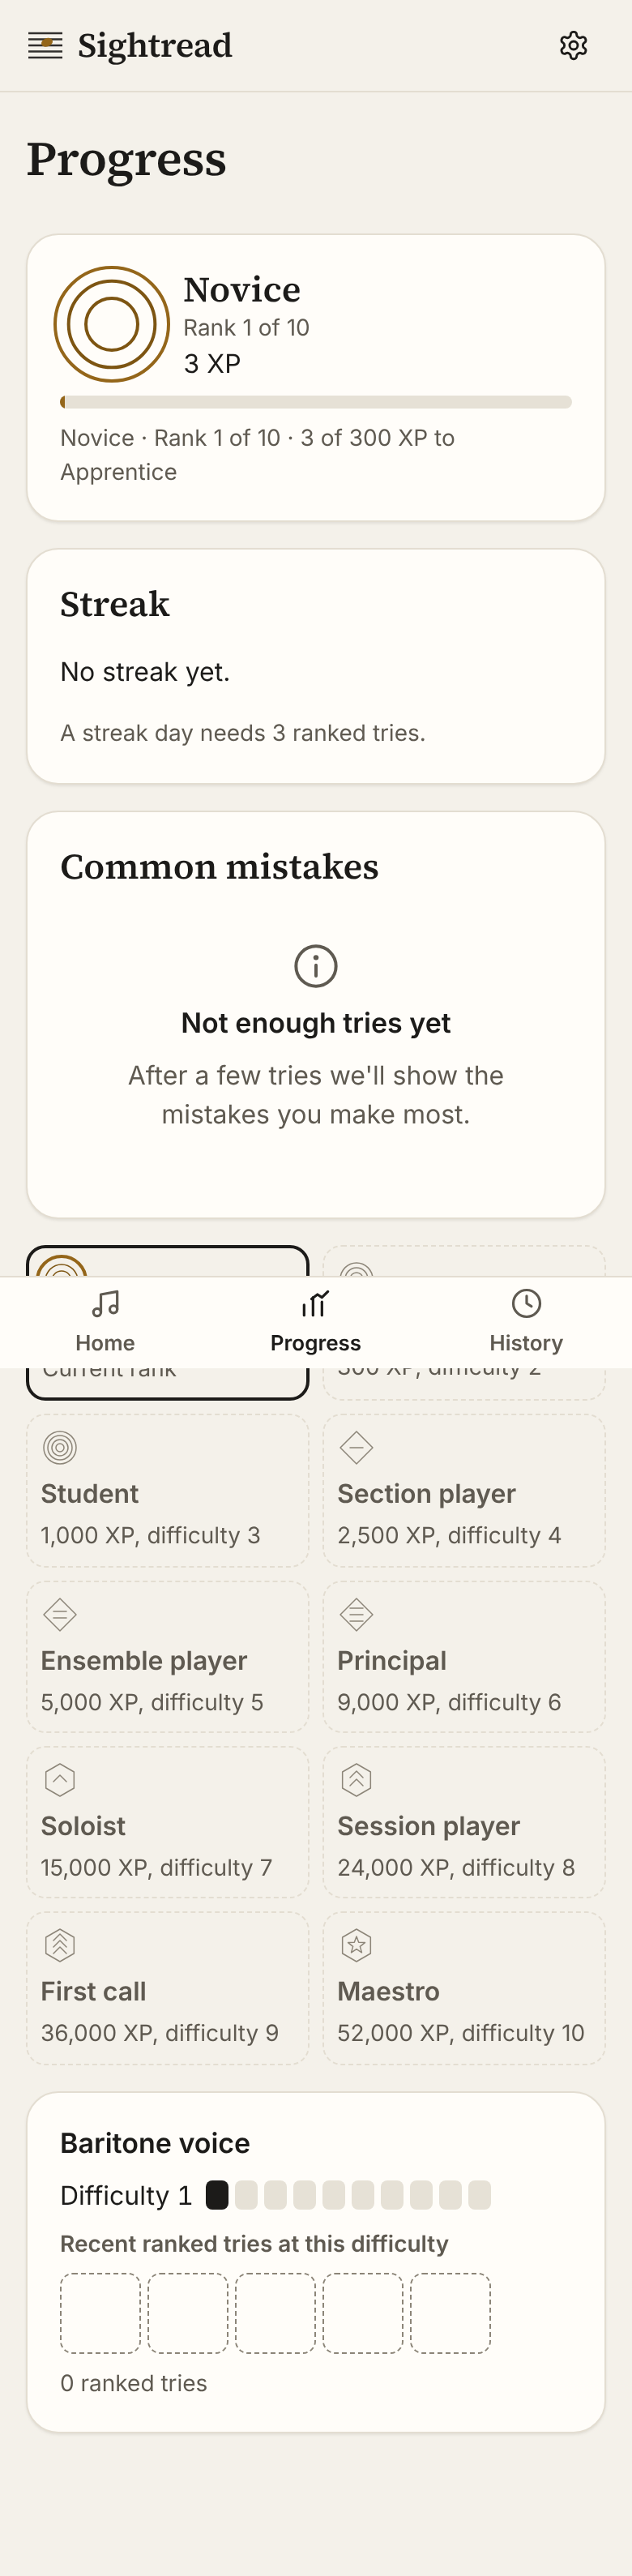 Sightread
Progress
Novice
Rank 1 of 10
3 XP
Novice · Rank 1 of 10 · 3 of 300 XP to
Apprentice
Streak
No streak yet.
A streak day needs 3 ranked tries.
Common mistakes
Not enough tries yet
After a few tries we'll show the
mistakes you make most.
Home
Progress
History
Current rank
300 XP, difficulty 2
Student
1,000 XP, difficulty 3
Section player
2,500 XP, difficulty 4
Ensemble player
5,000 XP, difficulty 5
Principal
9,000 XP, difficulty 6
Soloist
15,000 XP, difficulty 7
Session player
24,000 XP, difficulty 8
First call
36,000 XP, difficulty 9
Maestro
52,000 XP, difficulty 10
Baritone voice
Difficulty 1
Recent ranked tries at this difficulty
0 ranked tries